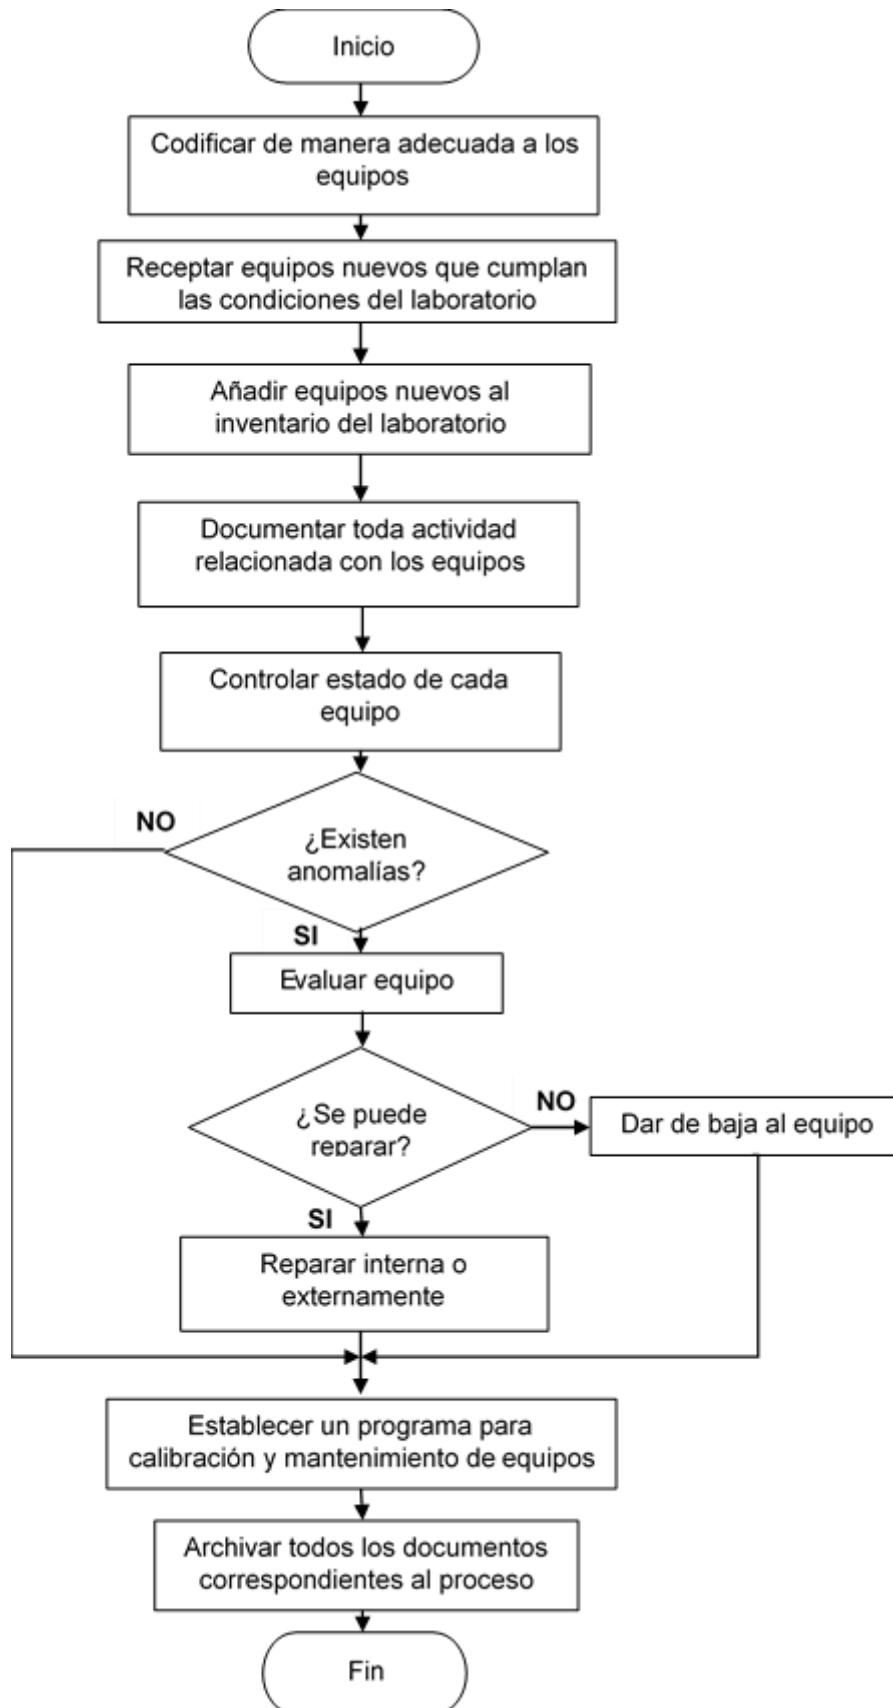 Inicio
Codificar de manera adecuada a los
equipos
Receptar equipos nuevos que cumplan
las condiciones del laboratorio
Añadir equipos nuevos al
inventario del laboratorio
Documentar toda actividad
relacionada con los equipos
Controlar estado de cada
equipo
NO
¿Existen
anomalías?
SI
Evaluar equipo
¿Se puede
reparar?
NO
Dar de baja al equipo
SI
Reparar interna o
externamente
Establecer un programa para
calibración y mantenimiento de equipos
Archivar todos los documentos
correspondientes al proceso
Fin